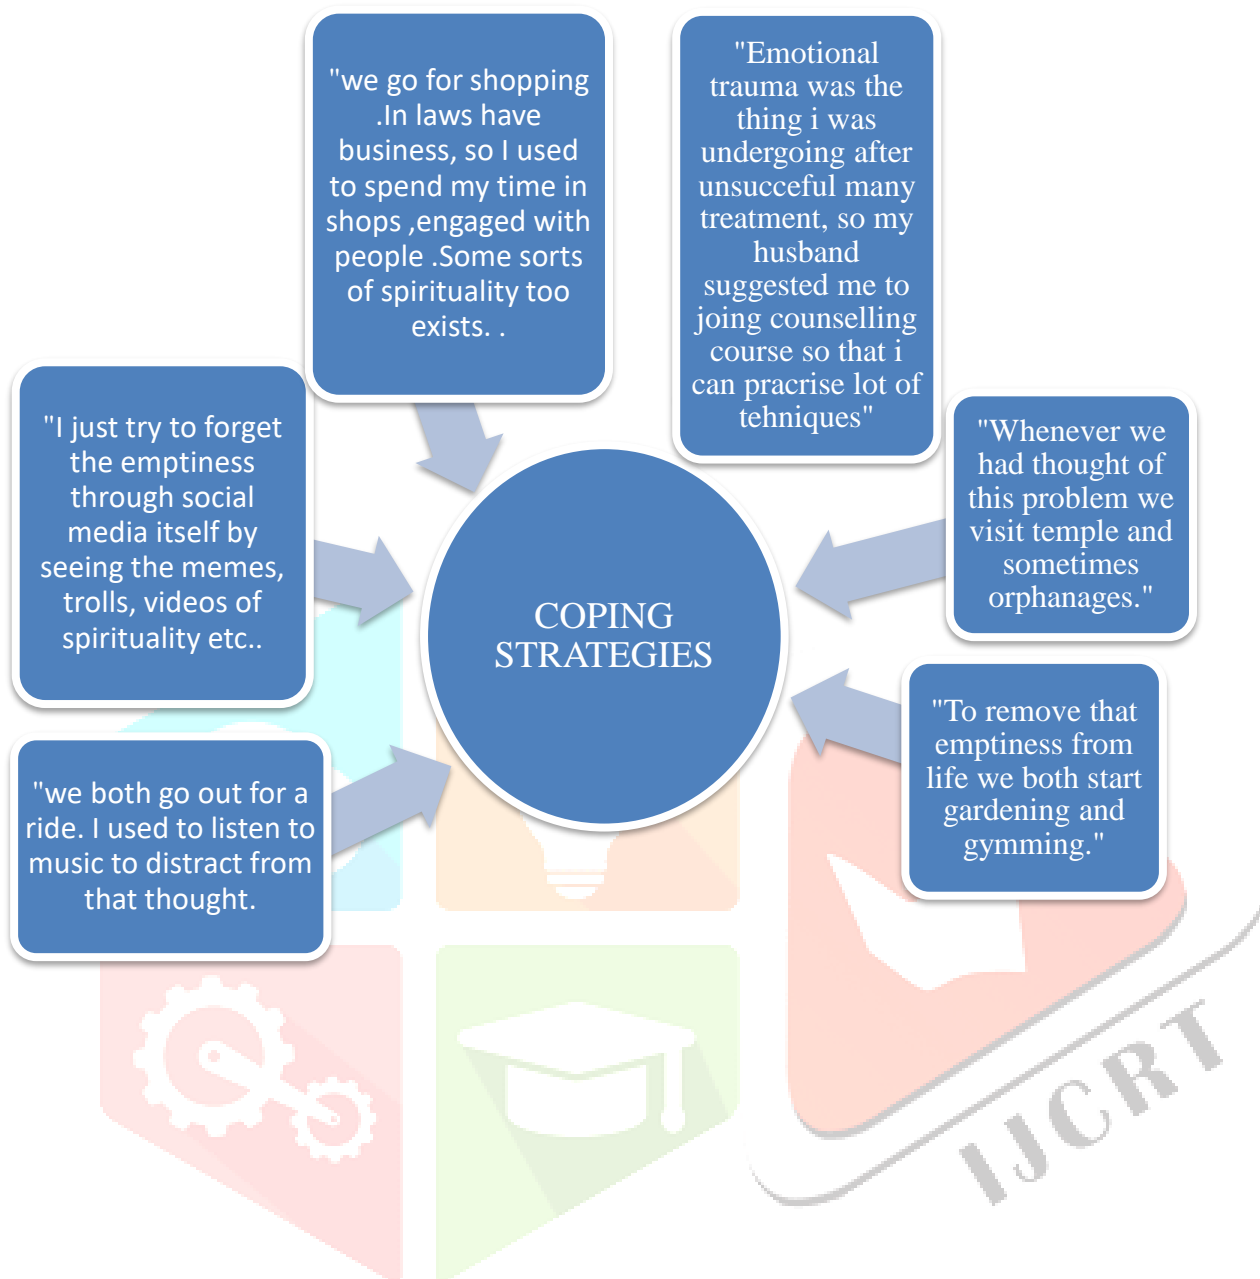 "we go for shopping
.In laws have
business, so I used
to spend my time in
shops ,engaged with
people .Some sorts
of spirituality too
exists. .
"Emotional
trauma was the
thing i was
undergoing after
unsucceful many
treatment, so my
husband
suggested me to
joing counselling
course so that i
can pracrise lot of
tehniques"
"I just try to forget
the emptiness
through social
media itself by
seeing the memes,
trolls, videos of
spirituality etc..
"Whenever we
had thought of
this problem we
visit temple and
sometimes
orphanages."
COPING
STRATEGIES
"we both go out for a
ride. I used to listen to
music to distract from
that thought.
"To remove that
emptiness from
life we both start
gardening and
gymming."
IJCRT